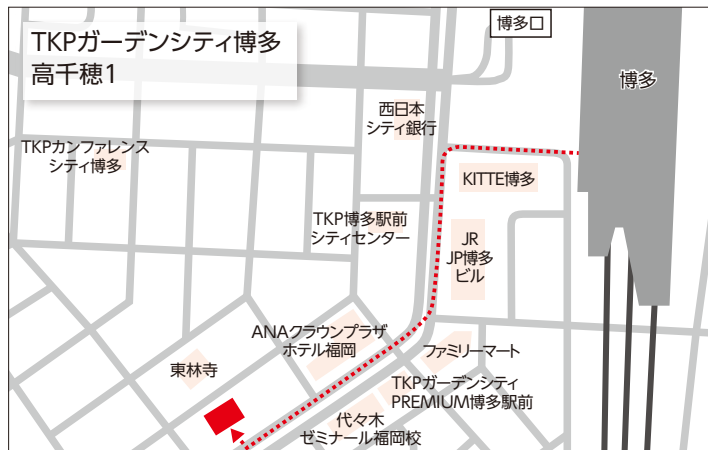 TKPガーデンシティ博多
高千穂1
博多口
博多
西日本
シティ銀行
TKPカンファレンス
シティ博多
KITTE博多
TKP博多駅前
シティセンター
JR
JP博多
ビル
ANAクラウンプラザ
ホテル福岡
ファミリーマート
東林寺
TKPガーデンシティ
PREMIUM博多駅前
代々木
ゼミナール福岡校